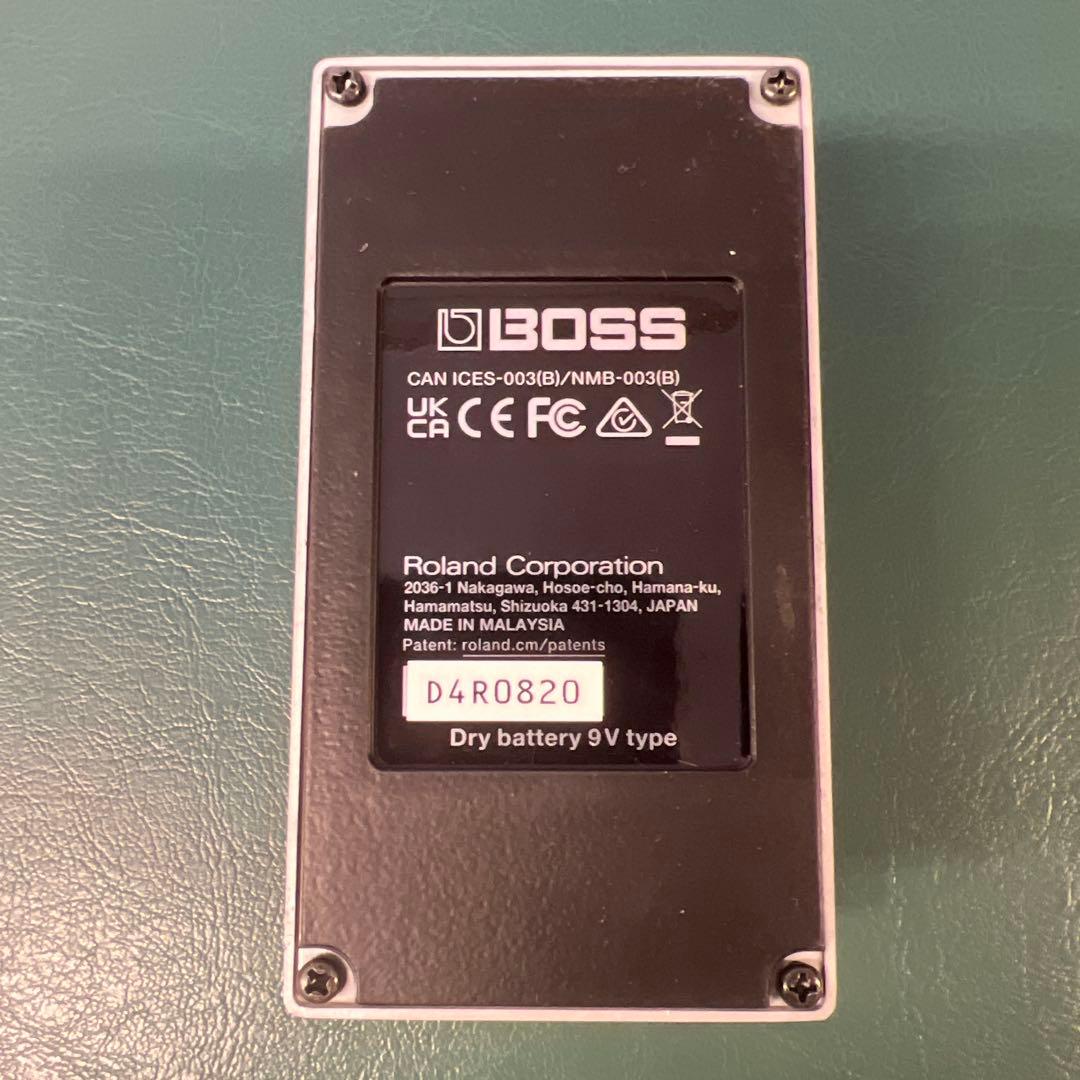 BOSS
CAN ICES-003(B)/NMB-003(B)
UK
CA CE FC
Roland Corporation
2036-1 Nakagawa, Hosoe-cho, Hamana-ku,
Hamamatsu, Shizuoka 431-1304, JAPAN
MADE IN MALAYSIA
Patent: roland.cm/patents
D4R0820
Dry battery 9V type